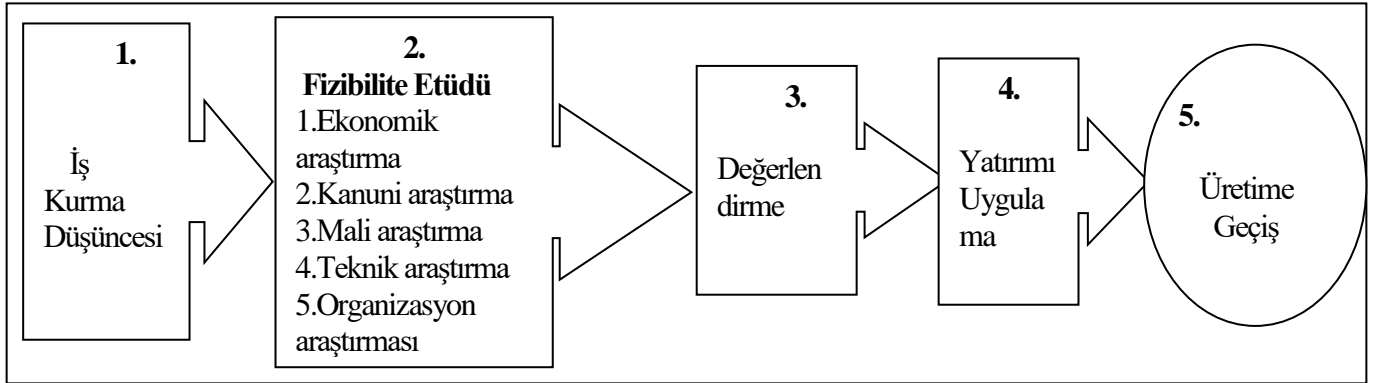 1.
İş
Kurma
Düşüncesi
2.
Fizibilite Etüdü
1.Ekonomik
araştırma
2.Kanuni araştırma
3.Mali araştırma
4.Teknik araştırma
5.Organizasyon
araştırması
3.
Değerlen
dirme
4.
Yatırımı
Uygula
ma
5.
Üretime
Geçiş